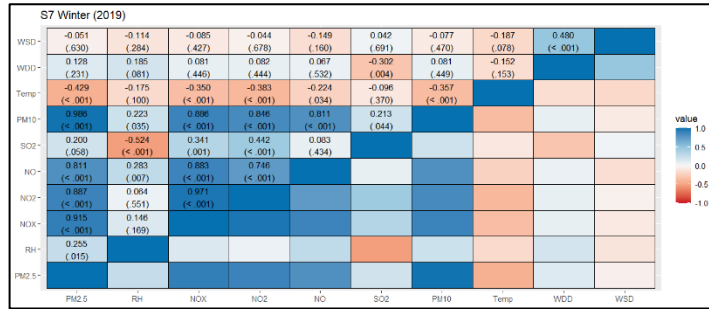 S7 Winter (2019)
WSD -0.051 -0.114 -0.085 -0.044 -0.149 0.042 -0.077 -0.187 0.480
(.630) (.284) (.427) (.678) (.160) (.691) (.470) (.078) (< .001)
WDD 0.128 0.185 0.081 0.082 0.067 -0.302 0.081 -0.152
(.231) (.081) (.446) (.444) (.532) (.004) (.449) (.153)
Temp -0.429 -0.175 -0.350 -0.383 -0.224 -0.096 -0.357
(< .001) (.100) (< .001) (< .001) (.034) (.370) (< .001)
PM10 0.986 0.223 0.846 0.811 0.213
(< .001) (.035) (< .001) (< .001) (< .001) (.044)
SO2 0.200 -0.524 0.341 0.442 0.083
(.058) (< .001) (.001) (< .001) (.434)
NO 0.811 0.283 0.883 0.746
(< .001) (.007) (< .001) (< .001)
NO2 0.887 0.064 0.971
(< .001) (.551) (< .001)
NOX 0.915 0.146
(< .001) (.169)
RH 0.255
(.015)
PM2.5
PM2.5 RH NOX NO2 NO SO2 PM10 Temp WDD WSD
value
1.0
0.5
0.0
-0.5
-1.0